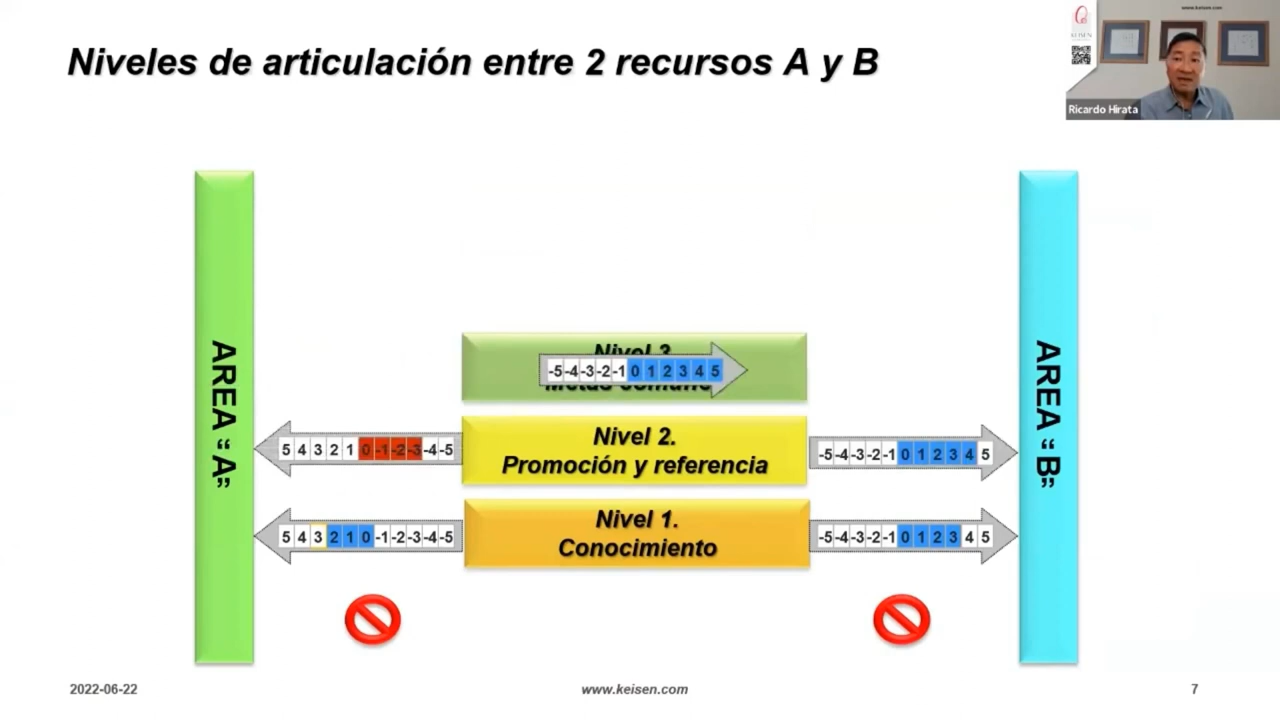 www.keisen.com
KEISEN
Niveles de articulación entre 2 recursos A y B
Ricardo Hirata
AREA “A”
AREA “B”
Nivel 3
-5 -4 -3 -2 -1 0 1 2 3 4 5
5 4 3 2 1 0 -1 -2 -3 -4 -5
Nivel 2.
Promoción y referencia
-5 -4 -3 -2 -1 0 1 2 3 4 5
5 4 3 2 1 0 -1 -2 -3 -4 -5
Nivel 1.
Conocimiento
-5 -4 -3 -2 -1 0 1 2 3 4 5
2022-06-22
www.keisen.com
7